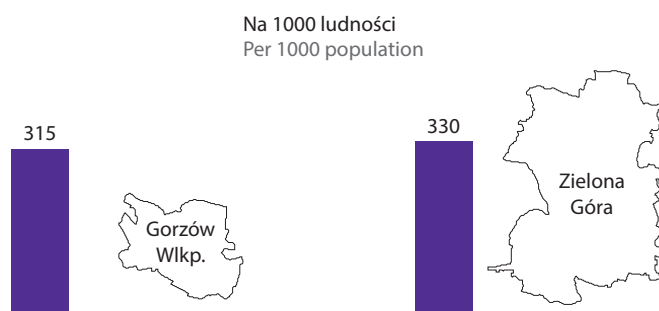 Na 1000 ludności
Per 1000 population
315
330
Gorzów
Wlkp.
Zielona
Góra